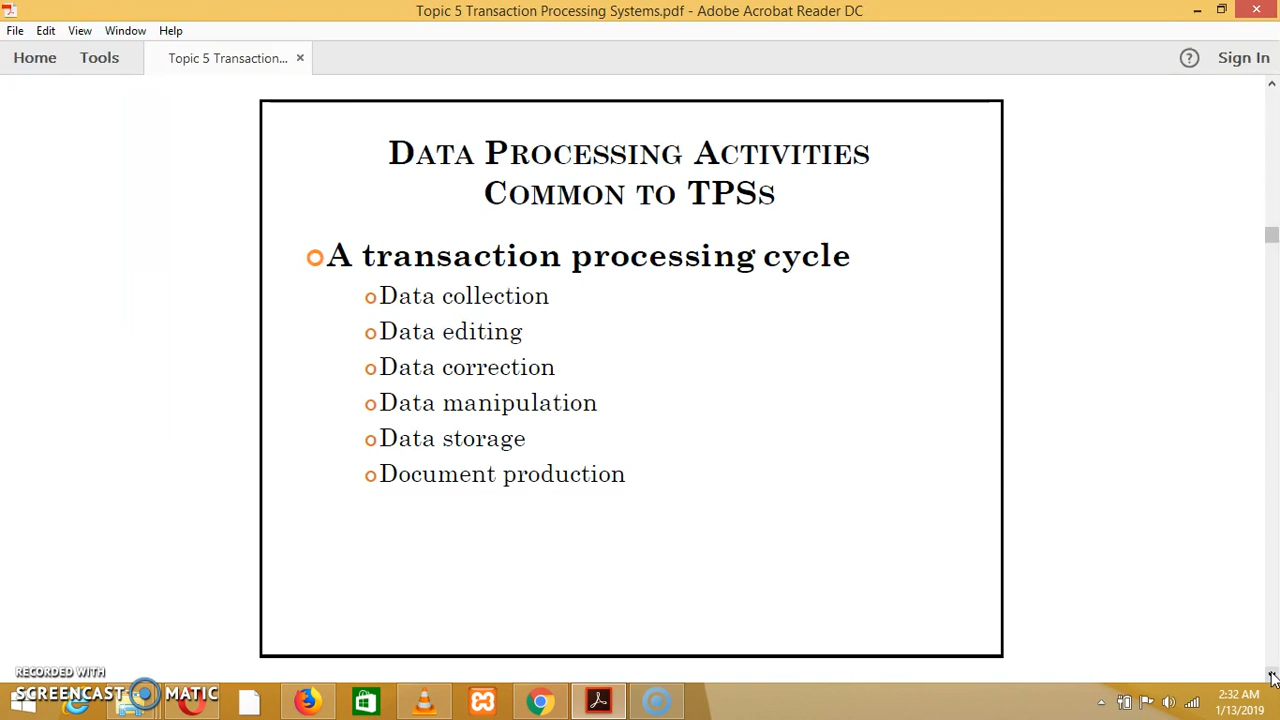 Topic 5 Transaction Processing Systems.pdf - Adobe Acrobat Reader DC
File Edit View Window Help
Home Tools Topic 5 Transaction... × ? Sign In
DATA PROCESSING ACTIVITIES
COMMON TO TPSS
A transaction processing cycle
Data collection
Data editing
Data correction
Data manipulation
Data storage
Document production
RECORDED WITH
SCREENCAST MATIC
2:32 AM
1/13/2019